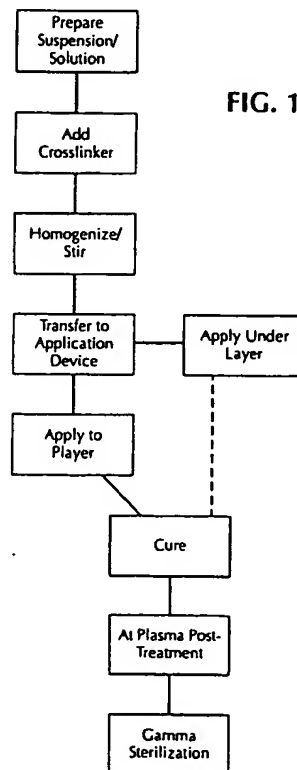 Prepare
Suspension/
Solution
FIG. 1
Add
Crosslinker
Homogenize/
Stir
Transfer to
Application
Device
Apply Under
Layer
Apply to
Player
Cure
At Plasma Post-
Treatment
Gamma
Sterilization